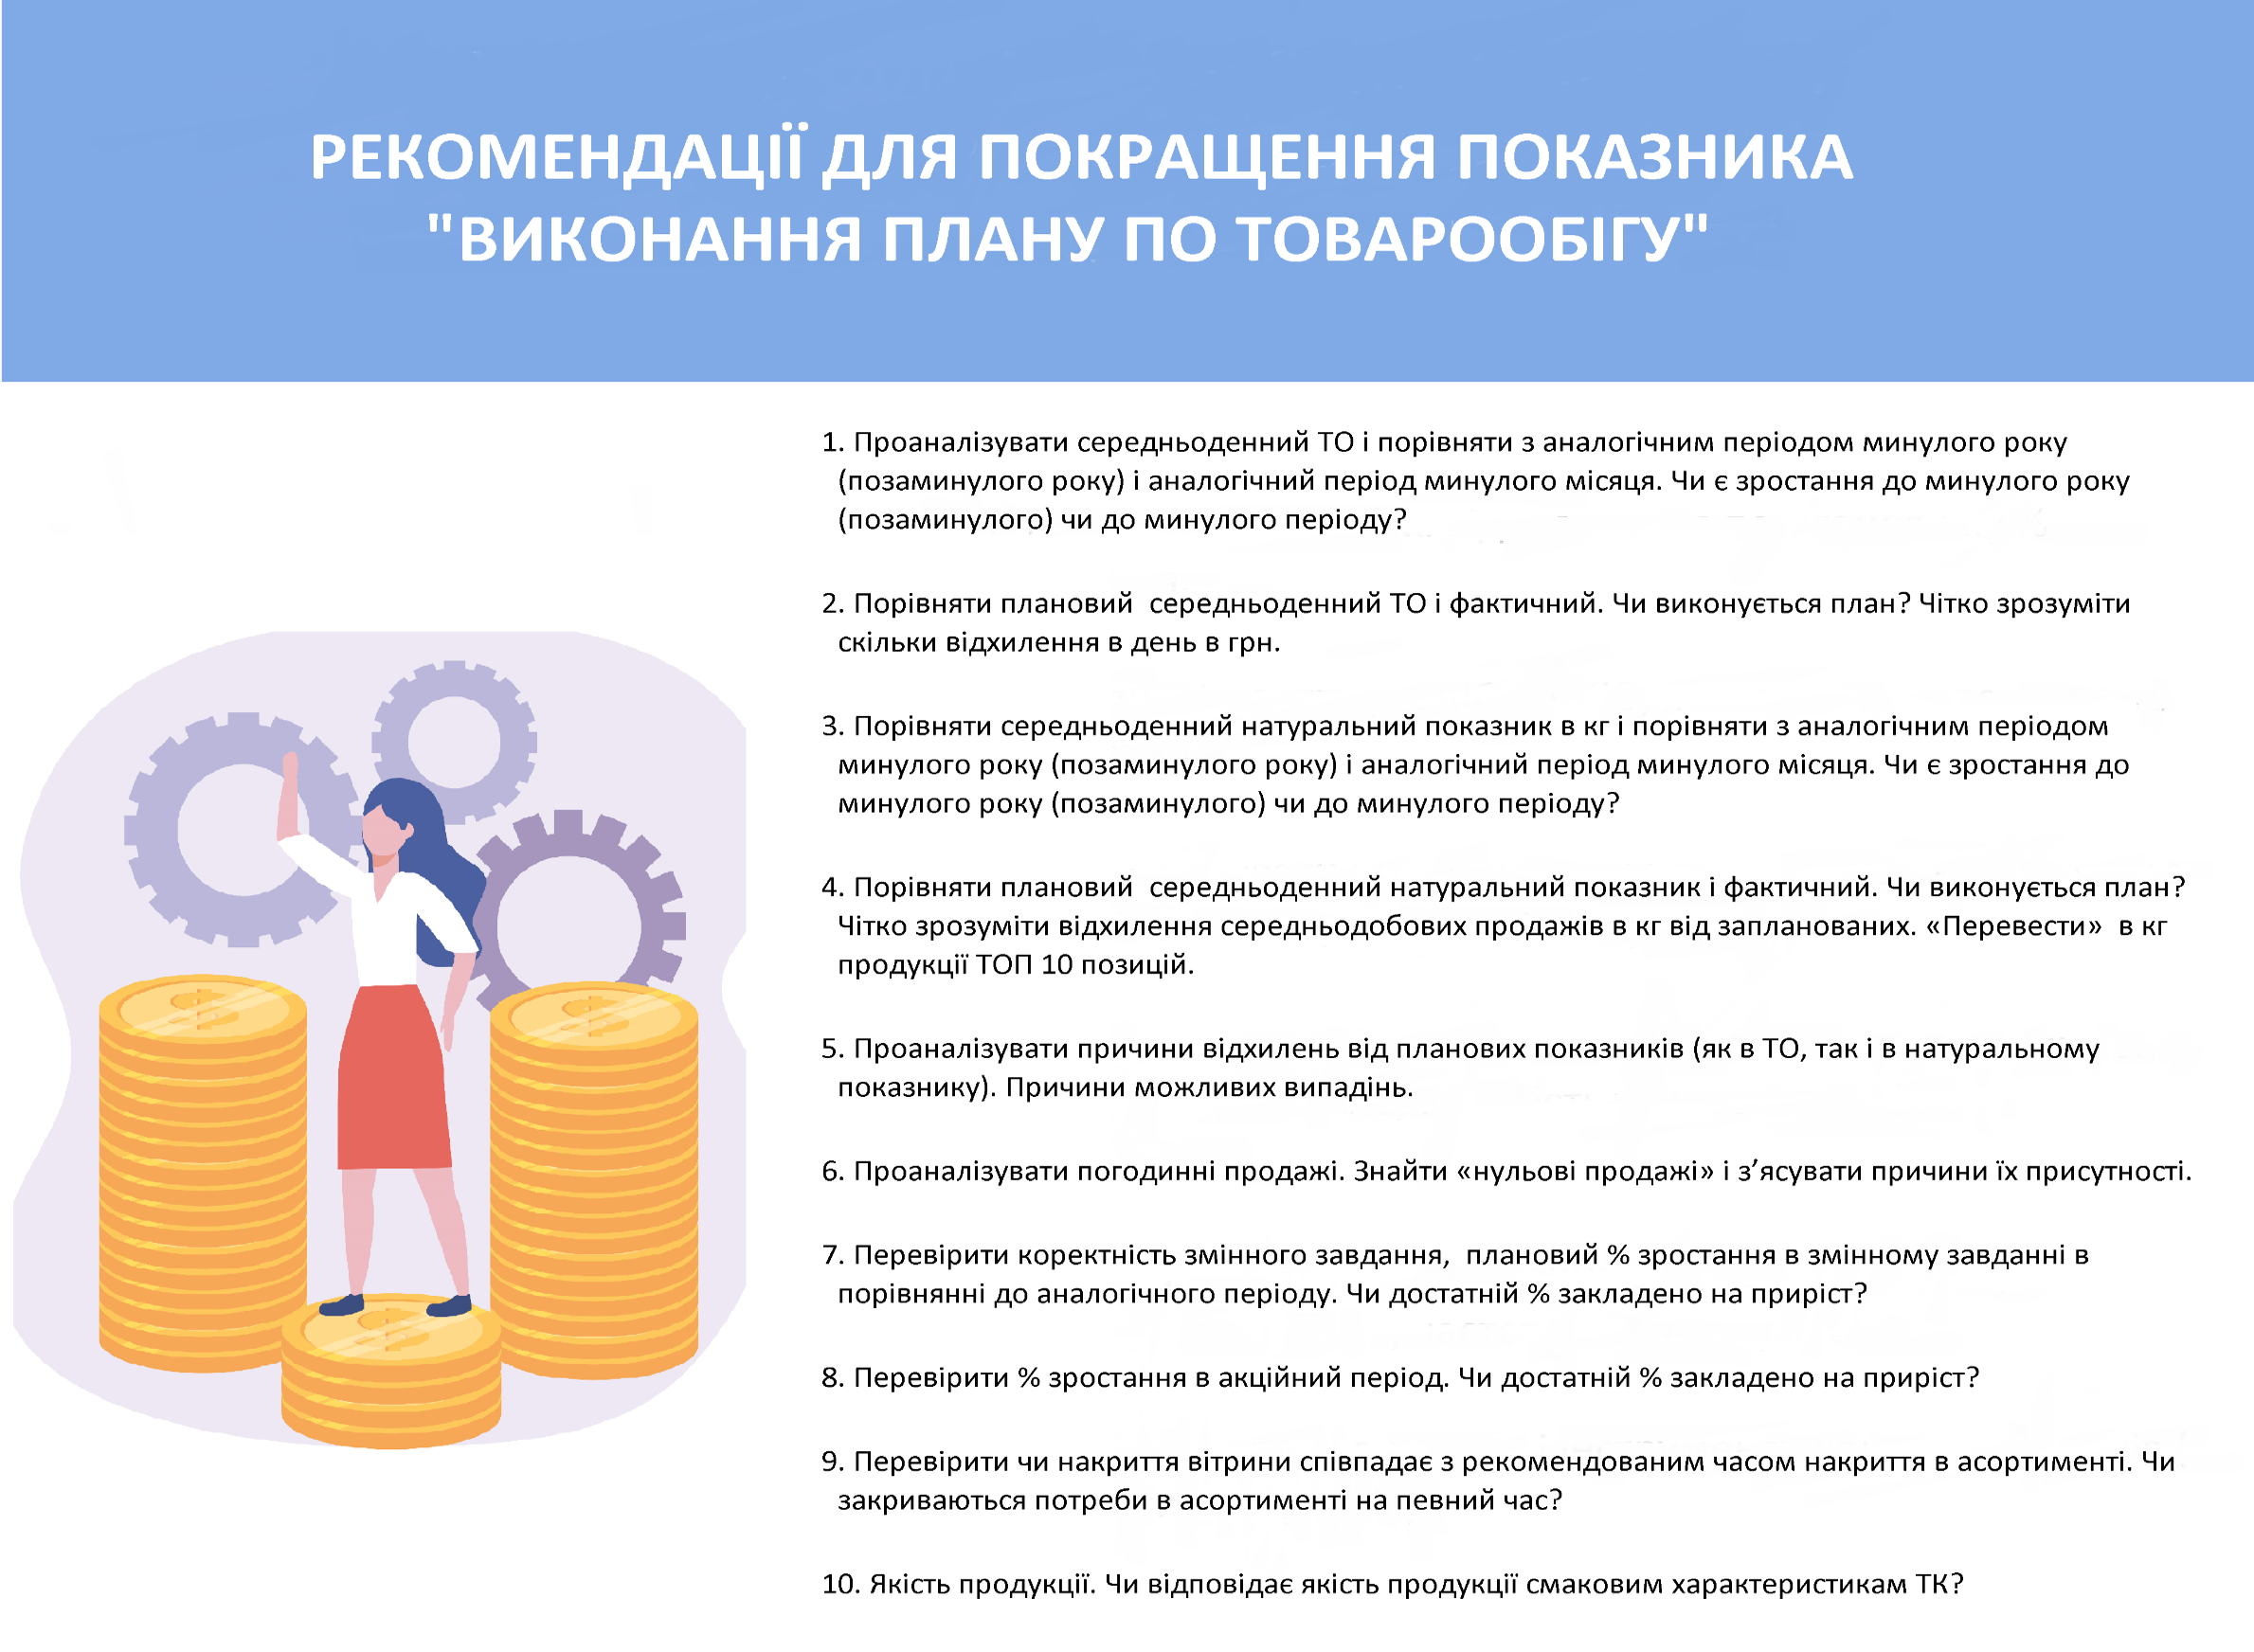 РЕКОМЕНДАЦІЇ ДЛЯ ПОКРАЩЕННЯ ПОКАЗНИКА
"ВИКОНАННЯ ПЛАНУ ПО ТОВАРООБІГУ"
1. Проаналізувати середньоденний ТО і порівняти з аналогічним періодом минулого року
(позаминулого року) і аналогічний період минулого місяця. Чи є зростання до минулого року
(позаминулого) чи до минулого періоду?
2. Порівняти плановий  середньоденний ТО і фактичний. Чи виконується план? Чітко зрозуміти
скільки відхилення в день в грн.
3. Порівняти середньоденний натуральний показник в кг і порівняти з аналогічним періодом
минулого року (позаминулого року) і аналогічний період минулого місяця. Чи є зростання до
минулого року (позаминулого) чи до минулого періоду?
4. Порівняти плановий  середньоденний натуральний показник і фактичний. Чи виконується план?
Чітко зрозуміти відхилення середньодобових продажів в кг від запланованих. «Перевести»  в кг
продукції ТОП 10 позицій.
5. Проаналізувати причини відхилень від планових показників (як в ТО, так і в натуральному
показнику). Причини можливих випадінь.
6. Проаналізувати погодинні продажі. Знайти «нульові продажі» і з’ясувати причини їх присутності.
7. Перевірити коректність змінного завдання,  плановий % зростання в змінному завданні в
порівнянні до аналогічного періоду. Чи достатній % закладено на приріст?
8. Перевірити % зростання в акційний період. Чи достатній % закладено на приріст?
9. Перевірити чи накриття вітрини співпадає з рекомендованим часом накриття в асортименті. Чи
закриваються потреби в асортименті на певний час?
10. Якість продукції. Чи відповідає якість продукції смаковим характеристикам ТК?